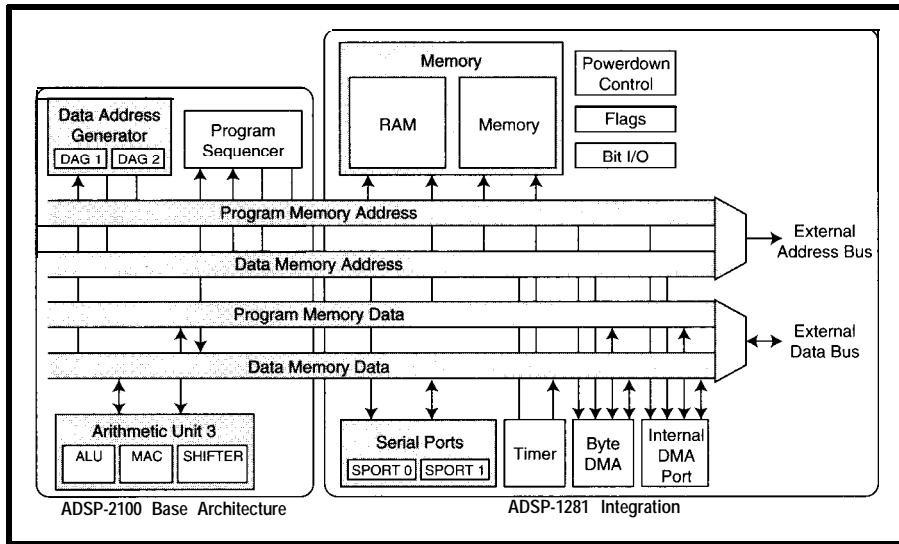 Memory
RAM
Memory
Powerdown
Control
Flags
Bit I/O
Data Address
Generator
DAG 1
DAG 2
Program
Sequencer
Program Memory Address
Data Memory Address
External
Address Bus
Program Memory Data
Data Memory Data
External
Data Bus
Arithmetic Unit 3
ALU
MAC
SHIFTER
Serial Ports
SPORT 0
SPORT 1
Timer
Byte
DMA
Internal
DMA
Port
ADSP-2100 Base Architecture
ADSP-1281 Integration